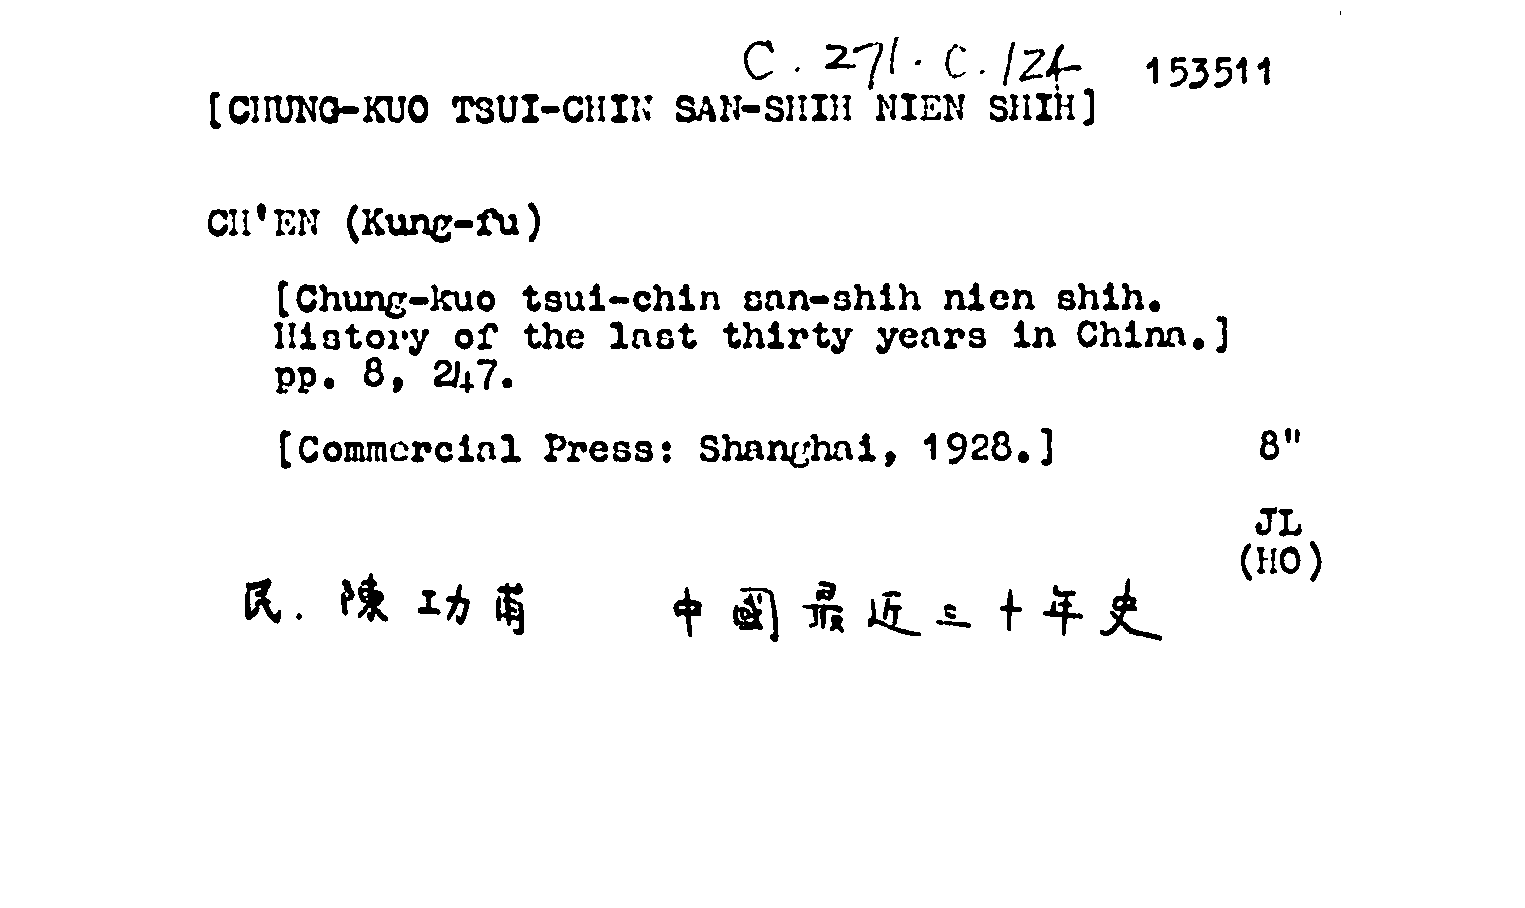 C. 271. C. 124 153511
[CHUNG-KUO TSUI-CHIN SAN-SHIH NIEN SHIH]
CH'EN (Kung-fu)
[Chung-kuo tsui-chin san-shih nien shih.
History of the last thirty years in China.]
pp. 8, 247.
[Commercial Press: Shanghai, 1928.] 8"
JL
(HO)
民. 陳功甫 中國最近三十年史